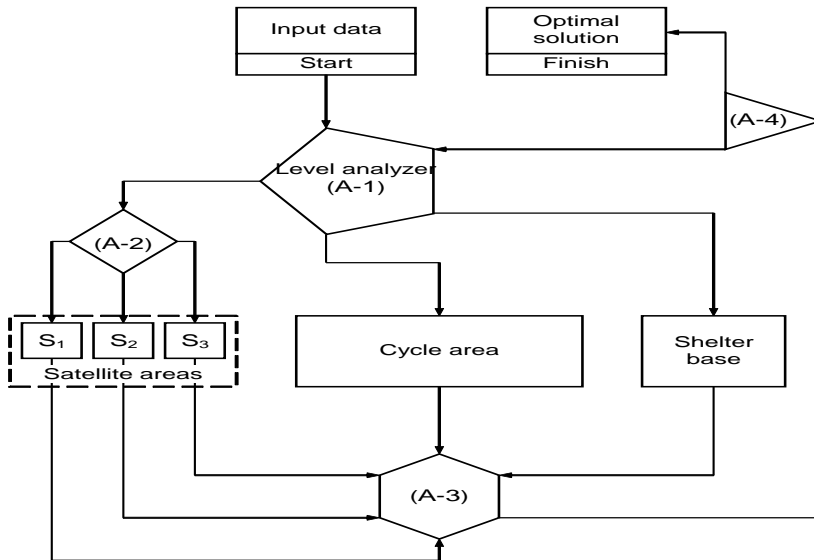 Input data
Start
Optimal
solution
Finish
(A-4)
Level analyzer
(A-1)
(A-2)
S₁
S₂
S₃
Satellite areas
Cycle area
Shelter
base
(A-3)